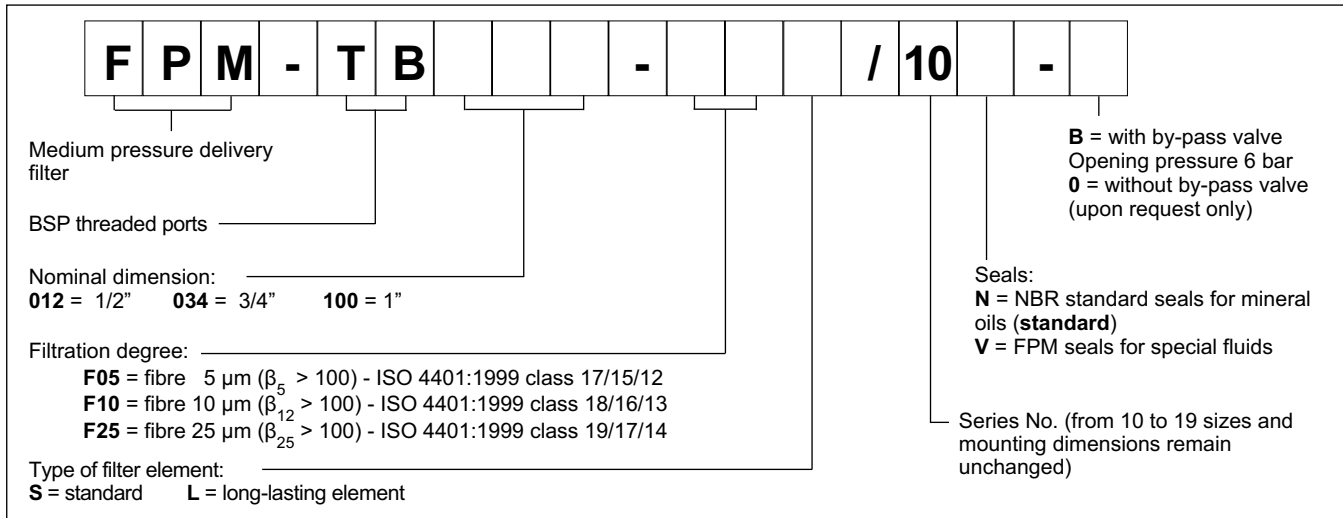 F P M - T B - / 10 -
Medium pressure delivery
filter
BSP threaded ports
Nominal dimension:
012 = 1/2” 034 = 3/4” 100 = 1”
Filtration degree:
F05 = fibre 5 µm (β5 > 100) - ISO 4401:1999 class 17/15/12
F10 = fibre 10 µm (β12 > 100) - ISO 4401:1999 class 18/16/13
F25 = fibre 25 µm (β25 > 100) - ISO 4401:1999 class 19/17/14
Type of filter element:
S = standard L = long-lasting element
B = with by-pass valve
Opening pressure 6 bar
0 = without by-pass valve
(upon request only)
Seals:
N = NBR standard seals for mineral
oils (standard)
V = FPM seals for special fluids
Series No. (from 10 to 19 sizes and
mounting dimensions remain
unchanged)